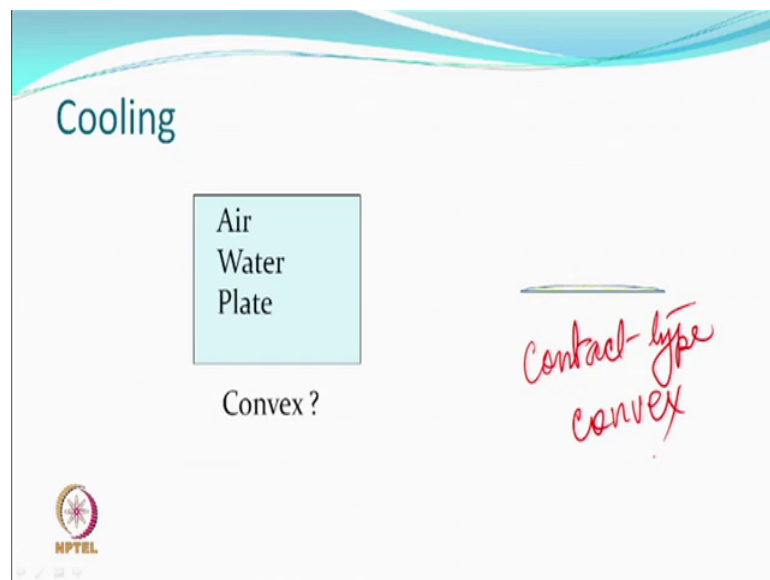 Cooling
Air
Water
Plate
Convex ?
contact-type
convex
NPTEL